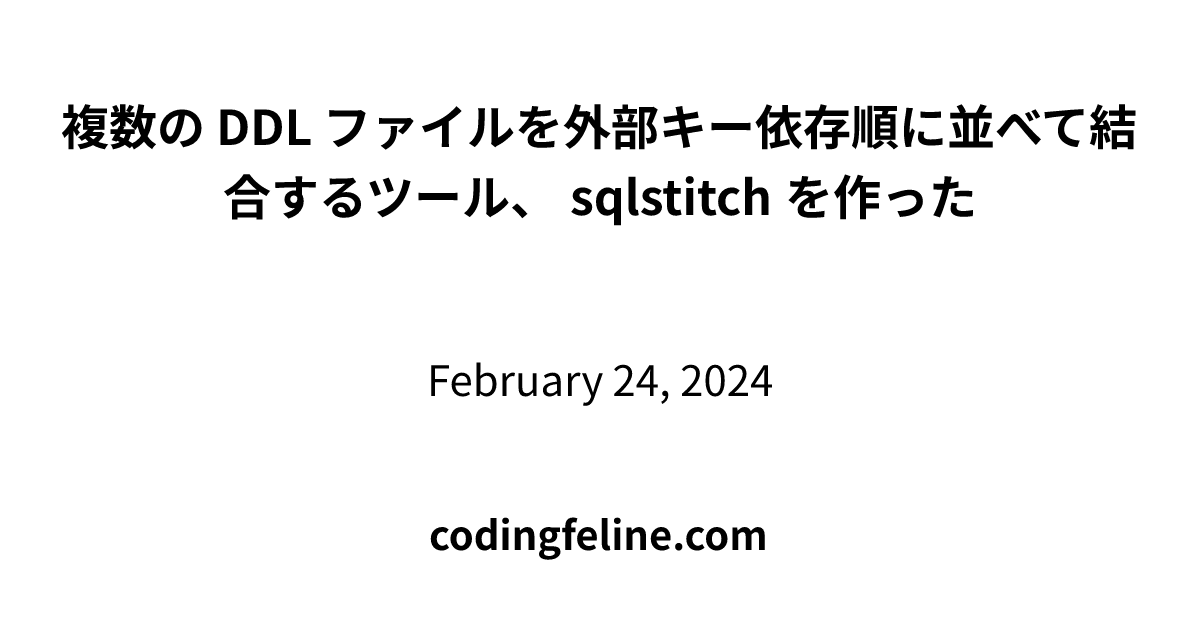 複数の DDL ファイルを外部キー依存順に並べて結
合するツール、 sqlstitch を作った
February 24, 2024
codingfeline.com